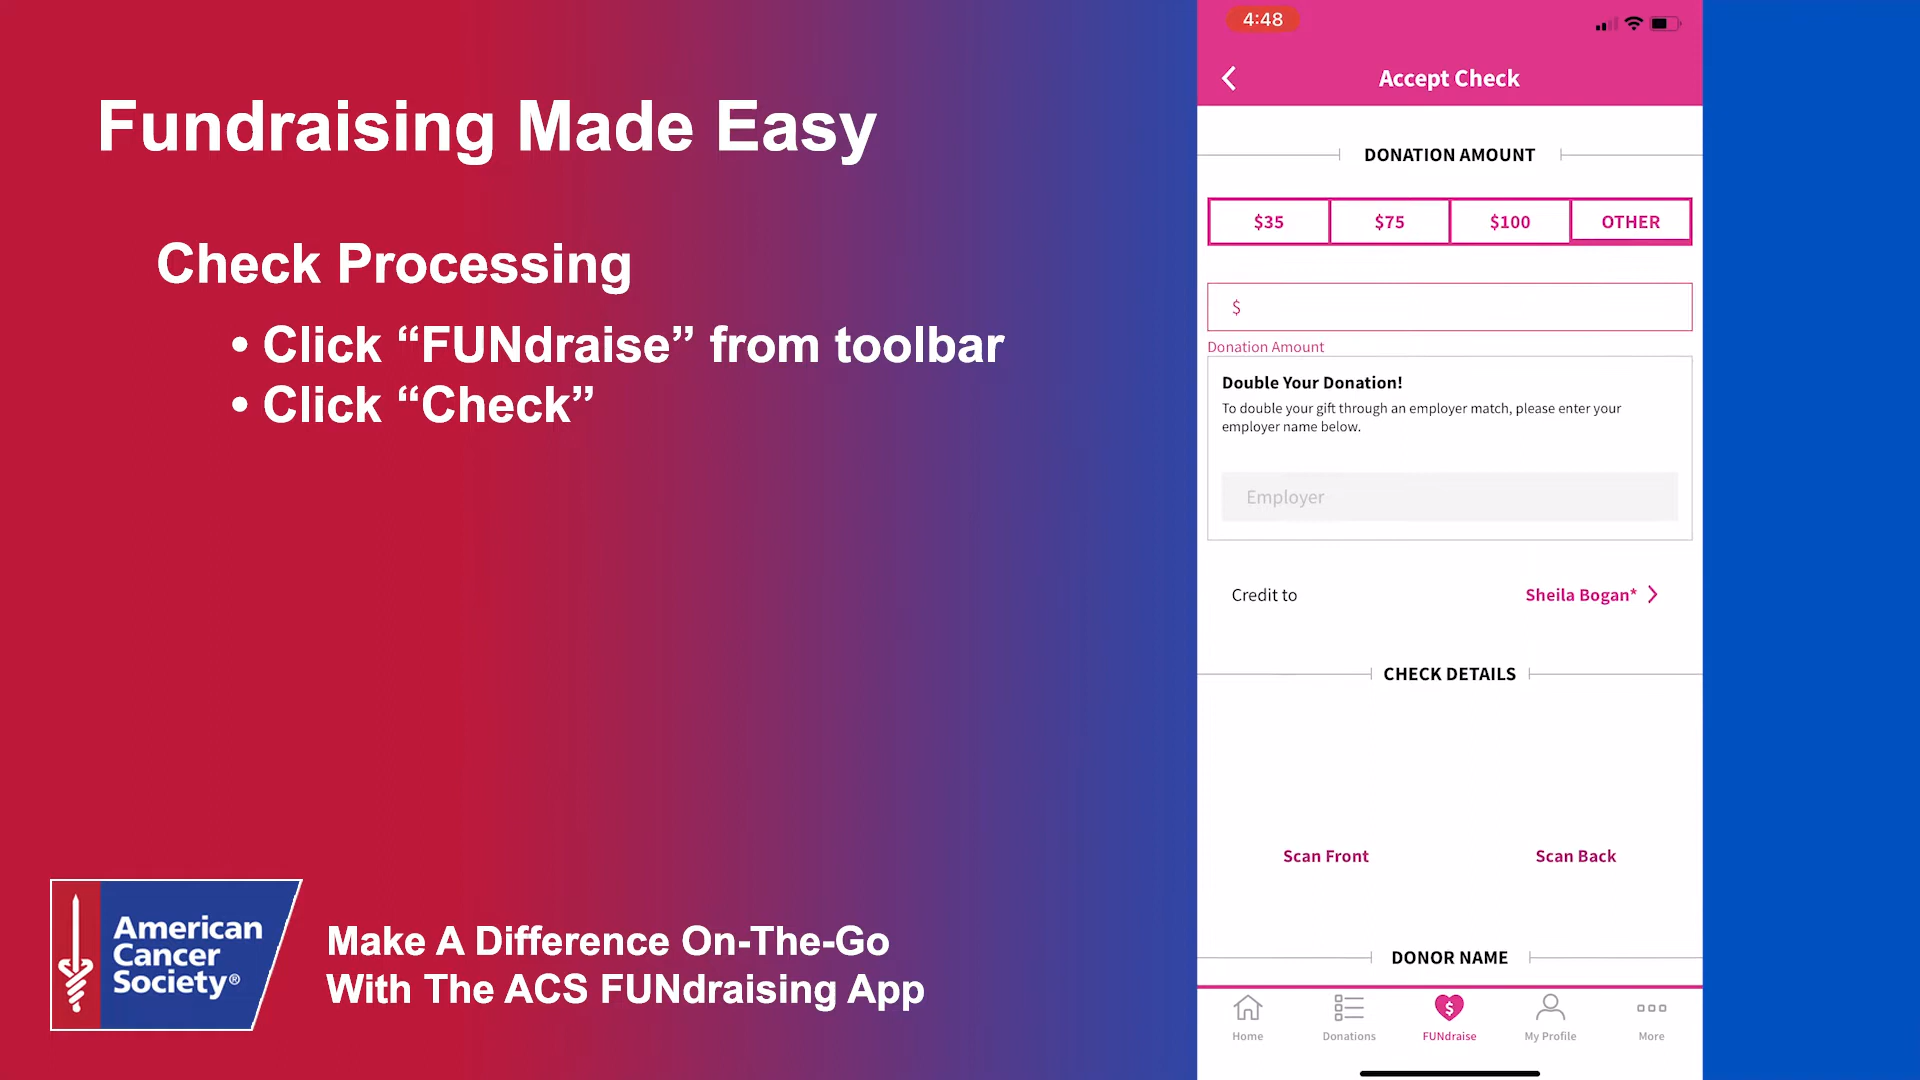 Fundraising Made Easy
Check Processing
• Click “FUNdraise” from toolbar
• Click “Check”
American
Cancer
Society®
Make A Difference On-The-Go
With The ACS FUNdraising App
4:48
Accept Check
DONATION AMOUNT
$35 $75 $100 OTHER
$
Donation Amount
Double Your Donation!
To double your gift through an employer match, please enter your
employer name below.
Employer
Credit to Sheila Bogan*
CHECK DETAILS
Scan Front Scan Back
DONOR NAME
$
Home Donations FUNdraise My Profile More